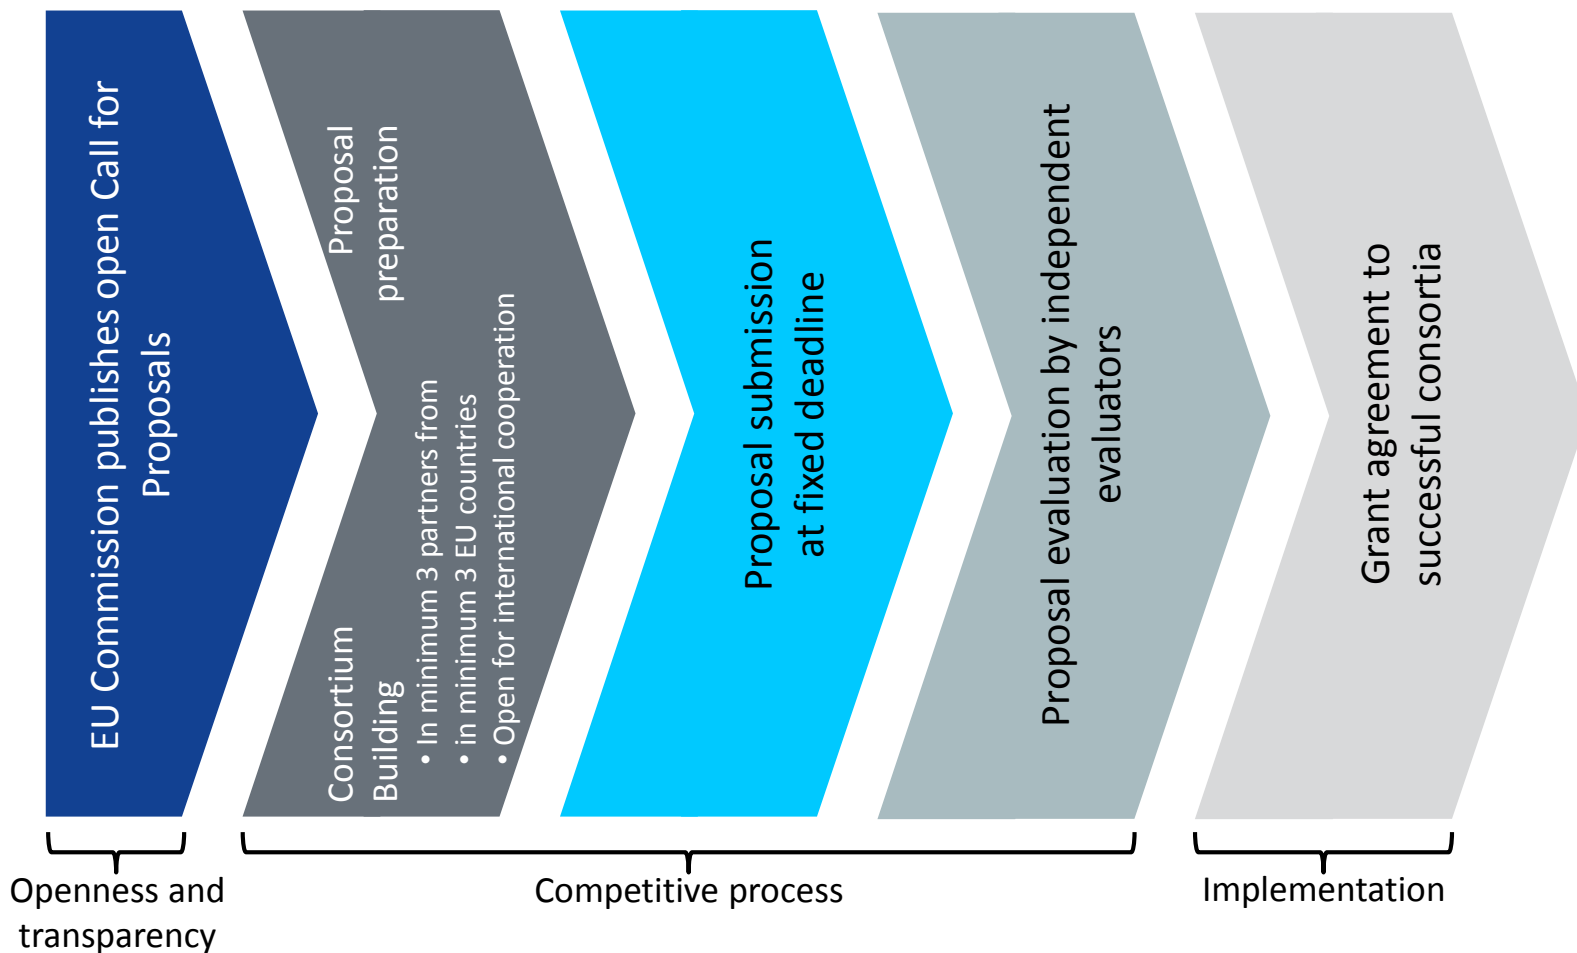 EU Commission publishes open Call for
Proposals
Consortium
Building
• In minimum 3 partners from
• in minimum 3 EU countries
• Open for international cooperation
Proposal
preparation
Proposal submission
at fixed deadline
Proposal evaluation by independent
evaluators
Grant agreement to
successful consortia
Openness and
transparency
Competitive process
Implementation